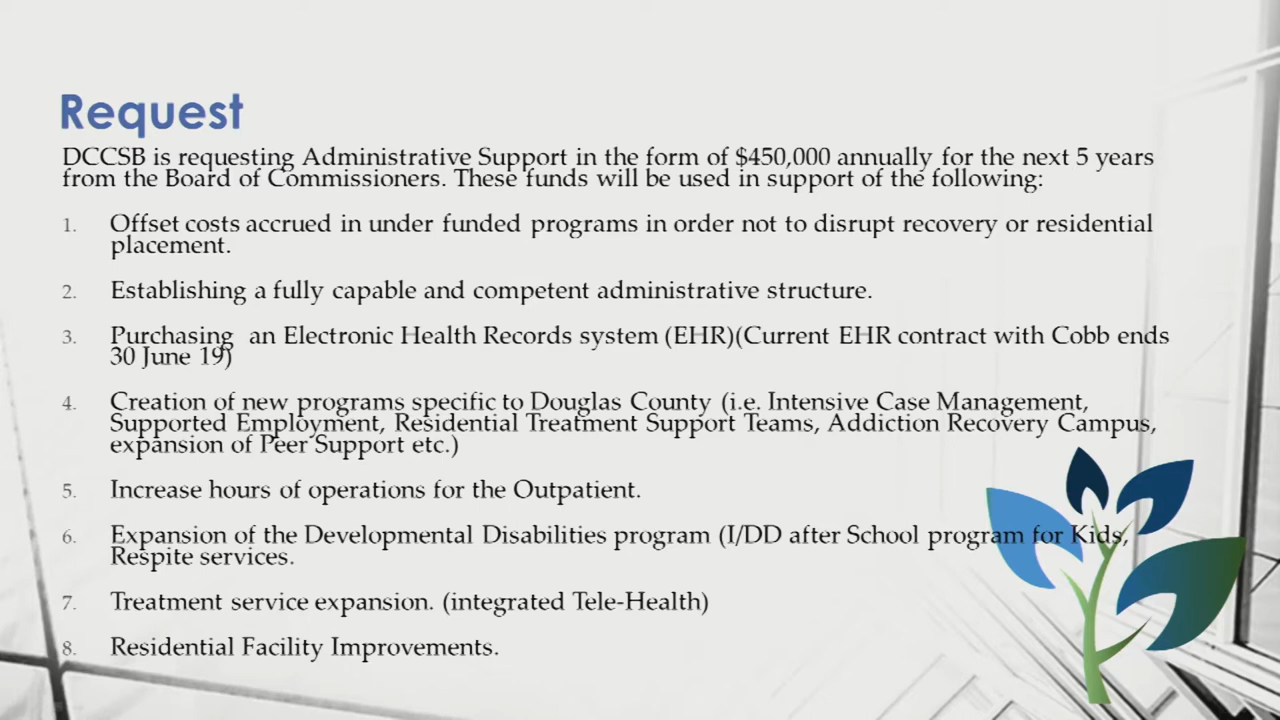 Request
DCCSB is requesting Administrative Support in the form of $450,000 annually for the next 5 years
from the Board of Commissioners. These funds will be used in support of the following:
1. Offset costs accrued in under funded programs in order not to disrupt recovery or residential
placement.
2. Establishing a fully capable and competent administrative structure.
3. Purchasing an Electronic Health Records system (EHR)(Current EHR contract with Cobb ends
30 June 19)
4. Creation of new programs specific to Douglas County (i.e. Intensive Case Management,
Supported Employment, Residential Treatment Support Teams, Addiction Recovery Campus,
expansion of Peer Support etc.)
5. Increase hours of operations for the Outpatient.
6. Expansion of the Developmental Disabilities program (I/DD after School program for Kids,
Respite services.
7. Treatment service expansion. (integrated Tele-Health)
8. Residential Facility Improvements.